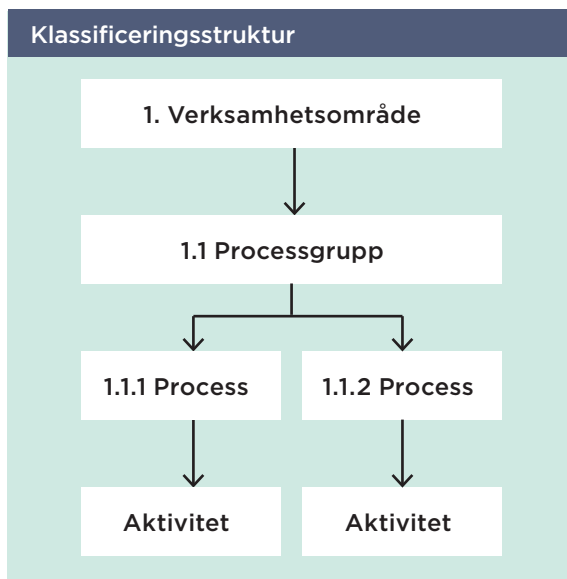 Klassificeringsstruktur
1. Verksamhetsområde
1.1 Processgrupp
1.1.1 Process
1.1.2 Process
Aktivitet
Aktivitet